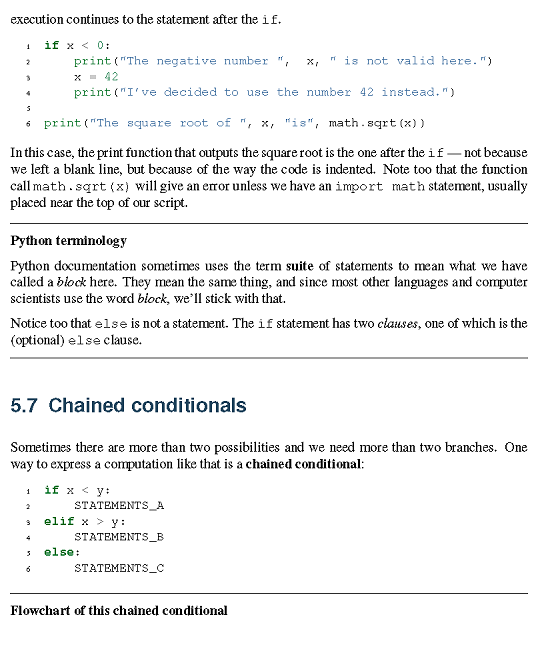 execution continues to the statement after the if.
1 if x < 0:
2 print("The negative number ", x, " is not valid here.")
3 x = 42
4 print("I've decided to use the number 42 instead.")
5
6 print("The square root of ", x, "is", math.sqrt(x))
In this case, the print function that outputs the square root is the one after the if — not because
we left a blank line, but because of the way the code is indented. Note too that the function
call math.sqrt(x) will give an error unless we have an import math statement, usually
placed near the top of our script.
Python terminology
Python documentation sometimes uses the term suite of statements to mean what we have
called a block here. They mean the same thing, and since most other languages and computer
scientists use the word block, we'll stick with that.
Notice too that else is not a statement. The if statement has two clauses, one of which is the
(optional) else clause.
5.7 Chained conditionals
Sometimes there are more than two possibilities and we need more than two branches. One
way to express a computation like that is a chained conditional:
1 if x < y:
2 STATEMENTS_A
3 elif x > y:
4 STATEMENTS_B
5 else:
6 STATEMENTS_C
Flowchart of this chained conditional